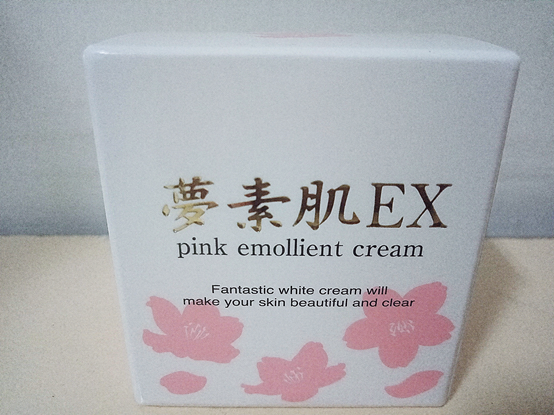 夢素肌EX
pink emollient cream
Fantastic white cream will
make your skin beautiful and clear